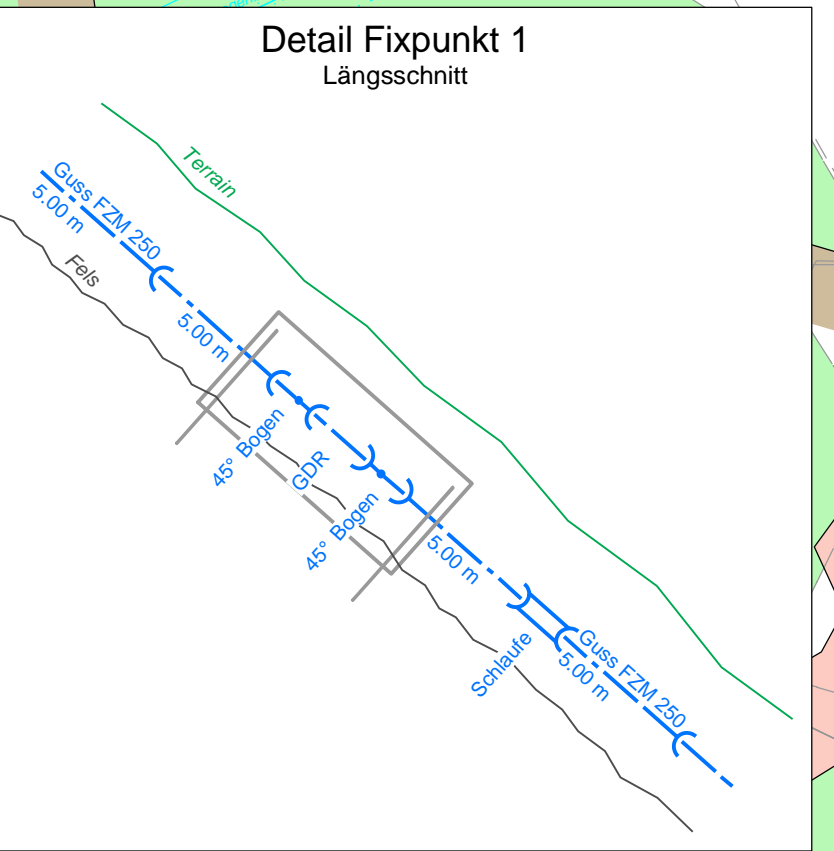 Detail Fixpunkt 1
Längsschnitt
Terrain
Guss FZM 250
5.00 m
Fels
5.00 m
45° Bogen
GDR
45° Bogen
5.00 m
Schlaufe
Guss FZM 250
5.00 m